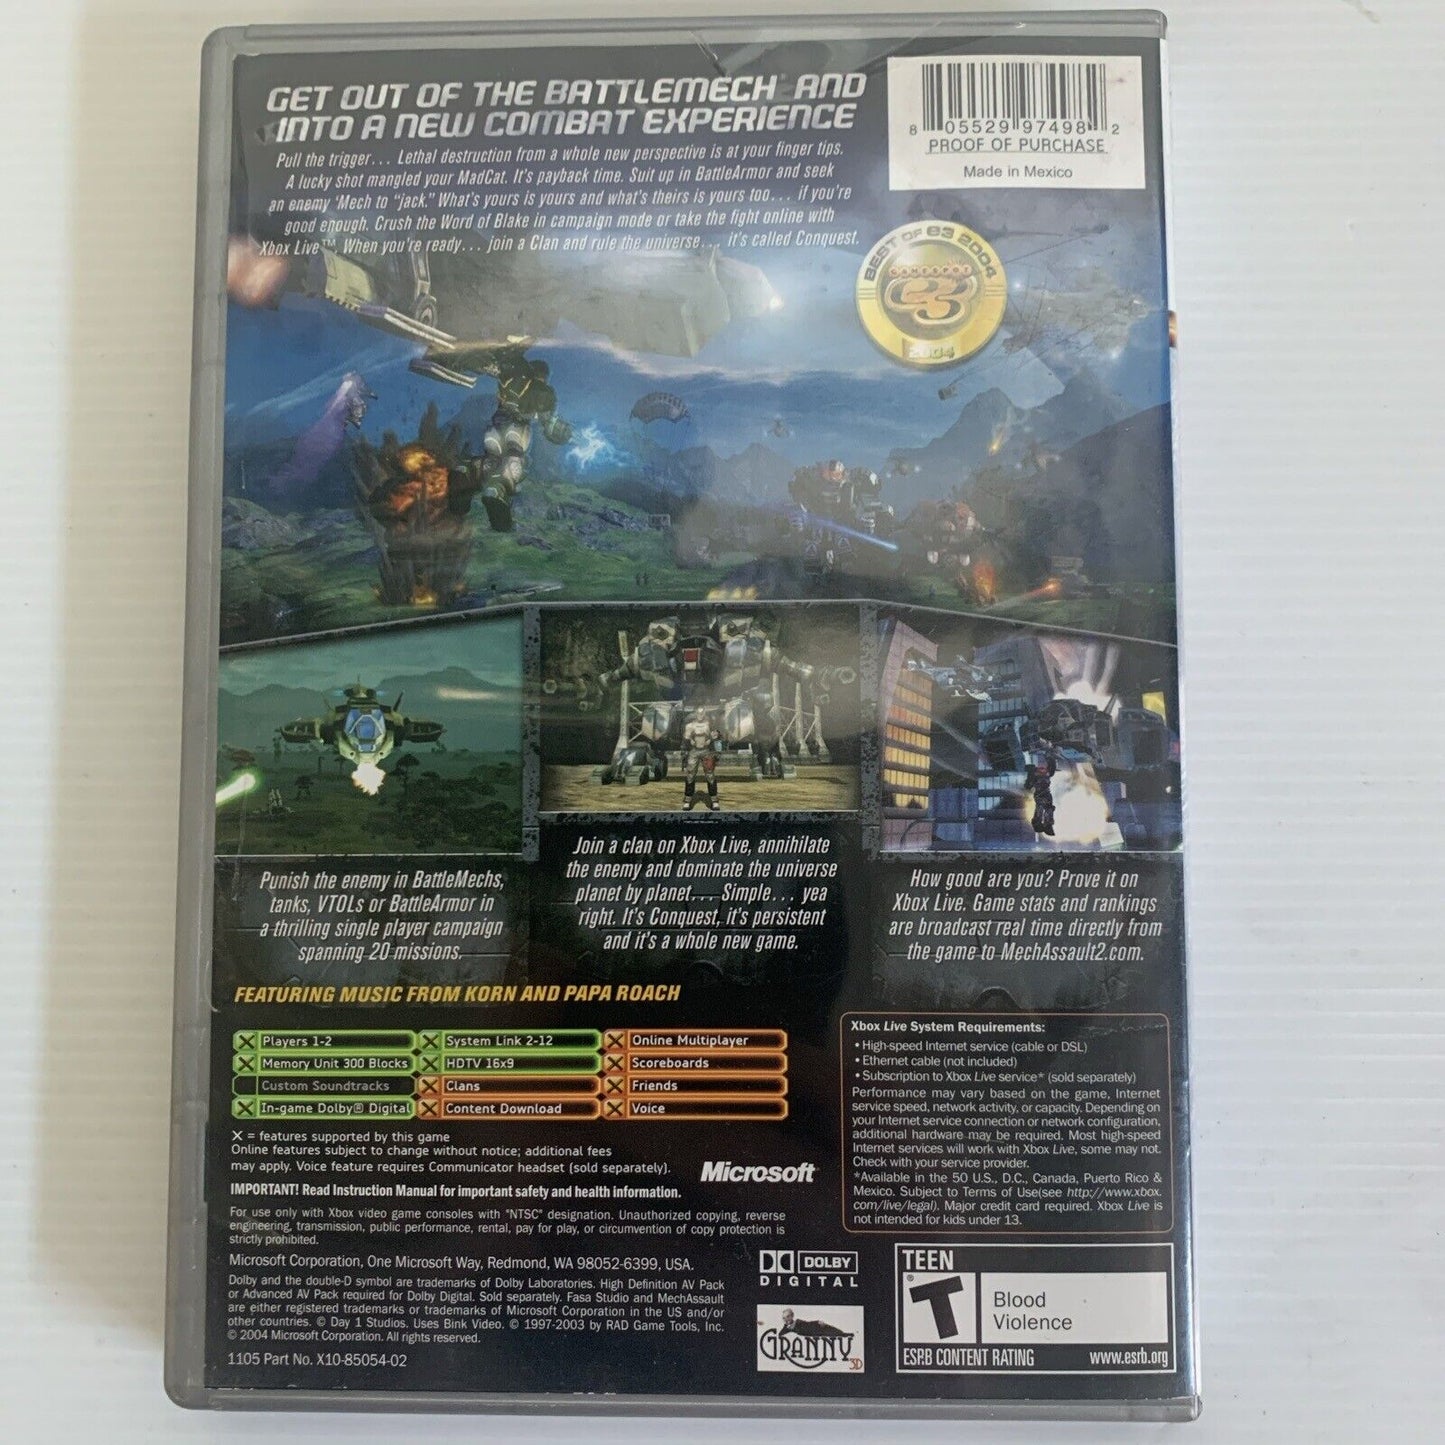 GET OUT OF THE BATTLEMECH® AND
INTO A NEW COMBAT EXPERIENCE
Pull the trigger... Lethal destruction from a whole new perspective is at your finger tips.
A lucky shot mangled your MadCat. It's payback time. Suit up in BattleArmor and seek
an enemy 'Mech to "jack." What's yours is yours and what's theirs is yours too... if you're
good enough. Crush the Word of Blake in campaign mode or take the fight online with
Xbox Live™. When you're ready... join a Clan and rule the universe... it's called Conquest.
8 05529 97498 2
PROOF OF PURCHASE
Made in Mexico
BEST OF E3 2004
GAMESPOT
e3
2004
Punish the enemy in BattleMechs,
tanks, VTOLs or BattleArmor in
a thrilling single player campaign
spanning 20 missions.
Join a clan on Xbox Live, annihilate
the enemy and dominate the universe
planet by planet... Simple... yea
right. It's Conquest, it's persistent
and it's a whole new game.
How good are you? Prove it on
Xbox Live. Game stats and rankings
are broadcast real time directly from
the game to MechAssault2.com.
FEATURING MUSIC FROM KORN AND PAPA ROACH
X Players 1-2
X Memory Unit 300 Blocks
Custom Soundtracks
X In-game Dolby® Digital
X System Link 2-12
X HDTV 16x9
X Clans
X Content Download
X Online Multiplayer
X Scoreboards
X Friends
X Voice
X = features supported by this game
Online features subject to change without notice; additional fees
may apply. Voice feature requires Communicator headset (sold separately).
Microsoft
IMPORTANT! Read Instruction Manual for important safety and health information.
For use only with Xbox video game consoles with "NTSC" designation. Unauthorized copying, reverse
engineering, transmission, public performance, rental, pay for play, or circumvention of copy protection is
strictly prohibited.
Microsoft Corporation, One Microsoft Way, Redmond, WA 98052-6399, USA.
Dolby and the double-D symbol are trademarks of Dolby Laboratories. High Definition AV Pack
or Advanced AV Pack required for Dolby Digital. Sold separately. Fasa Studio and MechAssault
are either registered trademarks or trademarks of Microsoft Corporation in the US and/or
other countries. © Day 1 Studios. Uses Bink Video. © 1997-2003 by RAD Game Tools, Inc.
© 2004 Microsoft Corporation. All rights reserved.
1105 Part No. X10-85054-02
Xbox Live System Requirements:
• High-speed Internet service (cable or DSL)
• Ethernet cable (not included)
• Subscription to Xbox Live service* (sold separately)
Performance may vary based on the game, Internet
service speed, network activity, or capacity. Depending on
your Internet service connection or network configuration,
additional hardware may be required. Most high-speed
Internet services will work with Xbox Live, some may not.
Check with your service provider.
*Available in the 50 U.S., D.C., Canada, Puerto Rico &
Mexico. Subject to Terms of Use(see http://www.xbox.
com/live/legal). Major credit card required. Xbox Live is
not intended for kids under 13.
DOLBY
DIGITAL
GRANNY 3D
TEEN
T
®
Blood
Violence
ESRB CONTENT RATING www.esrb.org